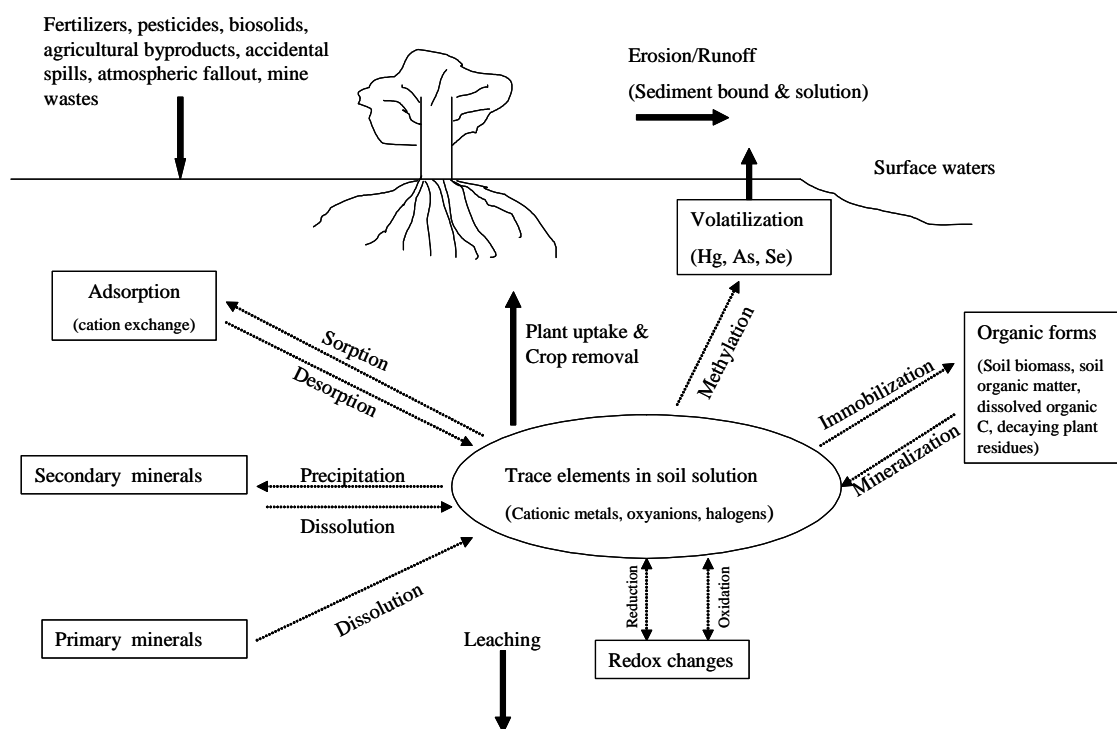 Fertilizers, pesticides, biosolids,
agricultural byproducts, accidental
spills, atmospheric fallout, mine
wastes
Erosion/Runoff
(Sediment bound & solution)
Surface waters
Volatilization
(Hg, As, Se)
Adsorption
(cation exchange)
Sorption
Desorption
Plant uptake &
Crop removal
Methylation
Organic forms
(Soil biomass, soil
organic matter,
dissolved organic
C, decaying plant
residues)
Immobilization
Mineralization
Secondary minerals
Precipitation
Dissolution
Trace elements in soil solution
(Cationic metals, oxyanions, halogens)
Primary minerals
Dissolution
Reduction
Oxidation
Leaching
Redox changes